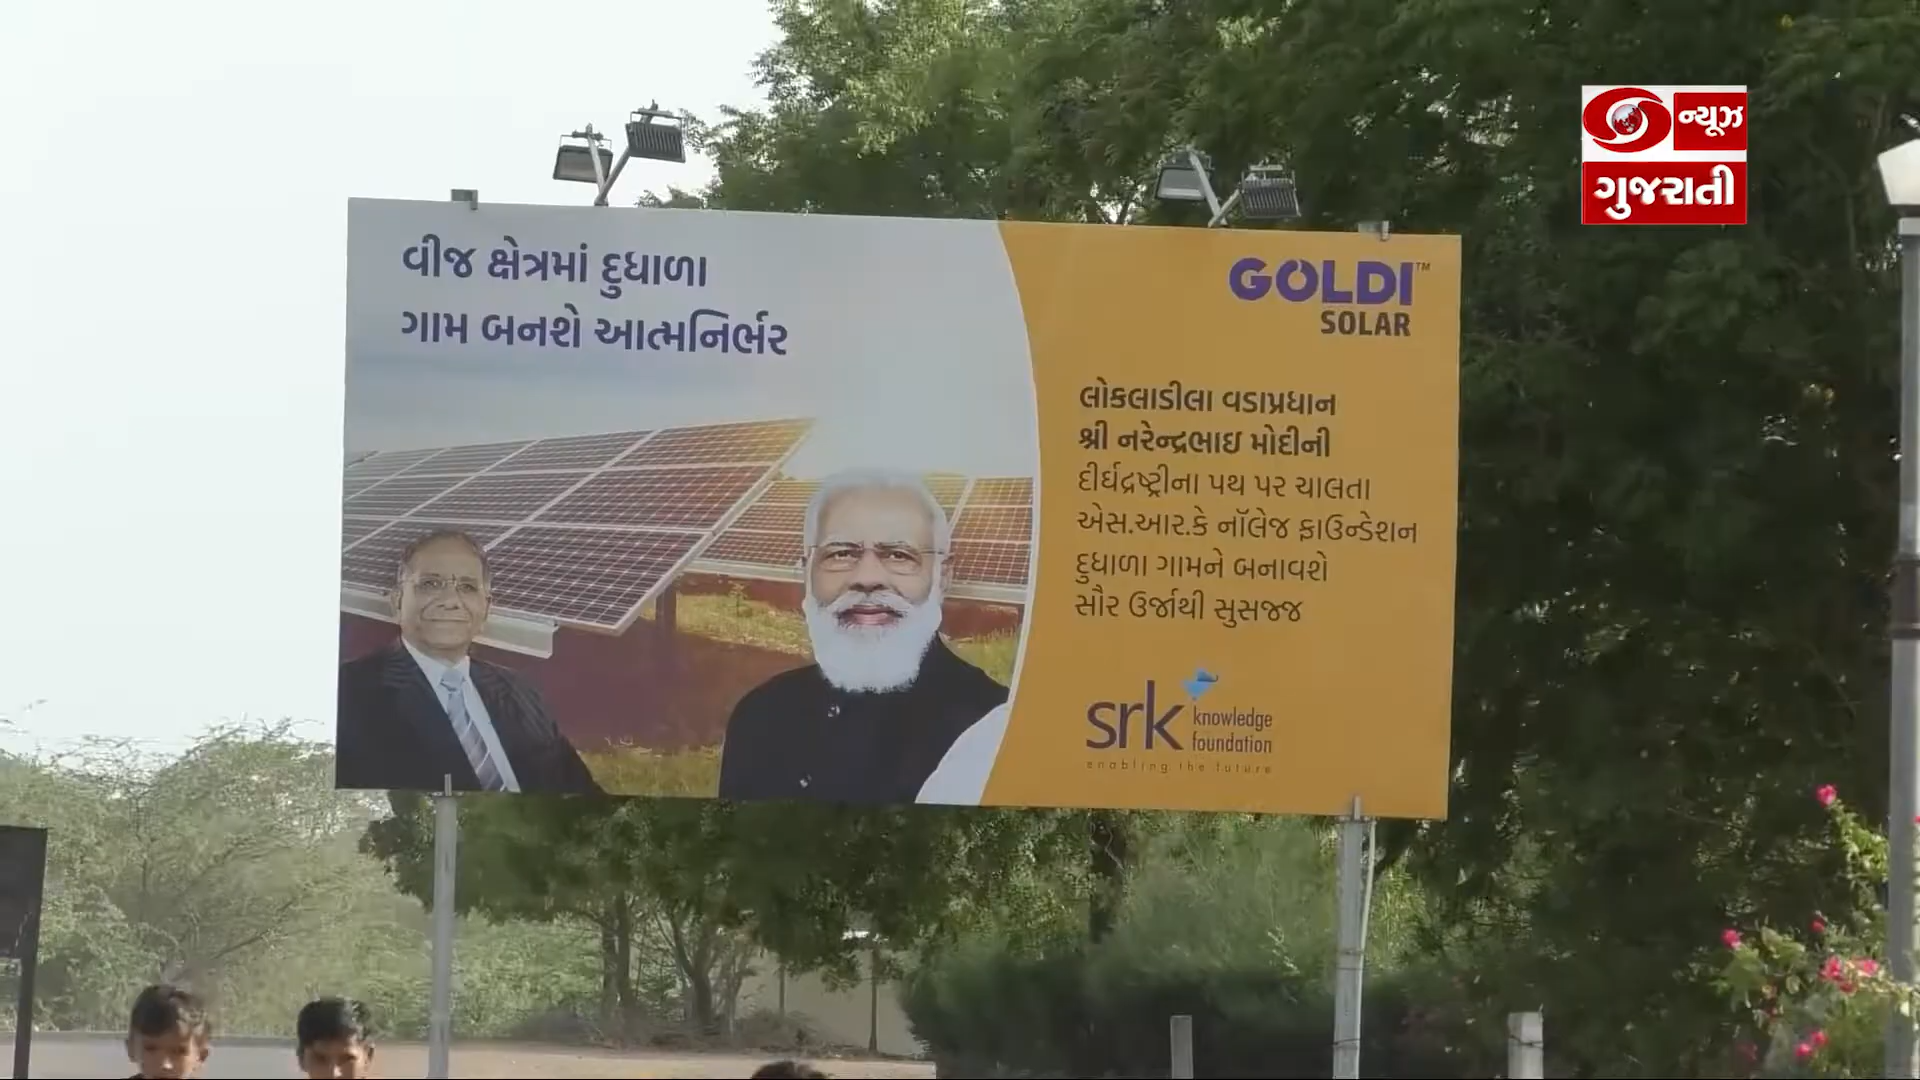 ન્યૂઝ
ગુજરાતી
વીજ ક્ષેત્રમાં દુધાળા
ગામ બનશે આત્મનિર્ભર
GOLDI™
SOLAR
લોકલાડીલા વડાપ્રધાન
શ્રી નરેન્દ્રભાઇ મોદીની
દીર્ઘદ્રષ્ટ્રીના પથ પર ચાલતા
એસ.આર.કે નૉલેજ ફાઉન્ડેશન
દુધાળા ગામને બનાવશે
સૌર ઉર્જાથી સુસજ્જ
srk knowledge
foundation
enabling the future